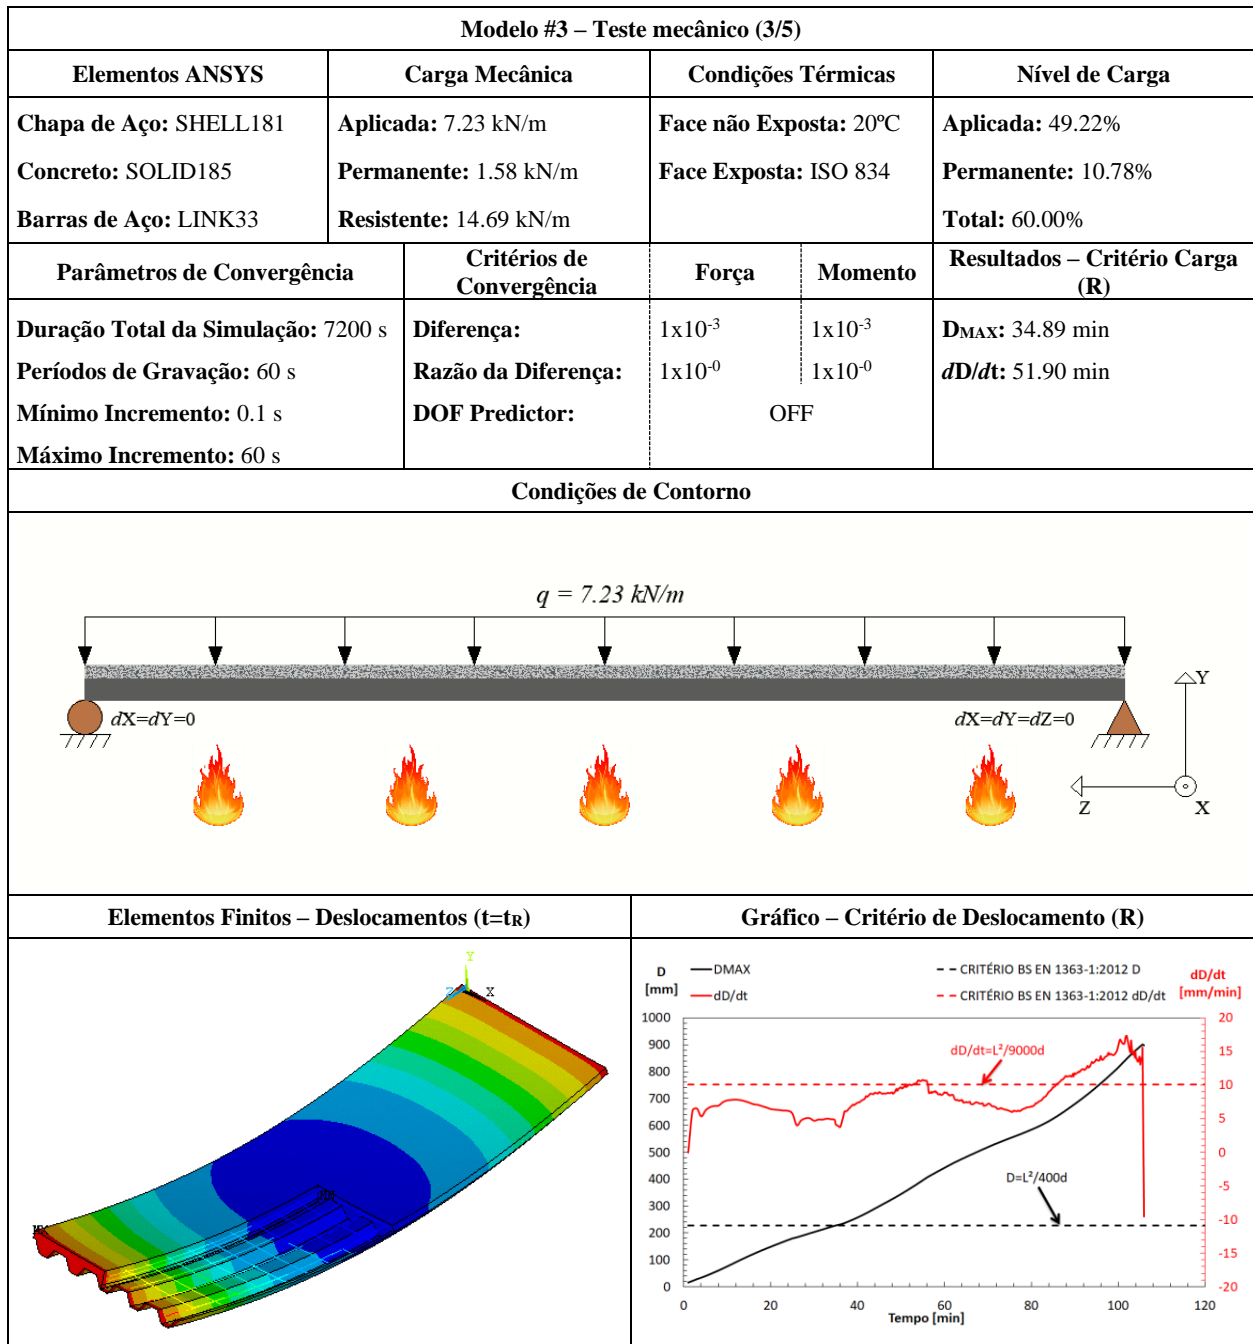 Modelo #3 – Teste mecânico (3/5)
Elementos ANSYS
Carga Mecânica
Condições Térmicas
Nível de Carga
Chapa de Aço: SHELL181
Concreto: SOLID185
Barras de Aço: LINK33
Aplicada: 7.23 kN/m
Permanente: 1.58 kN/m
Resistente: 14.69 kN/m
Face não Exposta: 20ºC
Face Exposta: ISO 834
Aplicada: 49.22%
Permanente: 10.78%
Total: 60.00%
Parâmetros de Convergência
Critérios de
Convergência
Força
Momento
Resultados – Critério Carga
(R)
Duração Total da Simulação: 7200 s
Períodos de Gravação: 60 s
Mínimo Incremento: 0.1 s
Máximo Incremento: 60 s
Diferença: 1x10-3 1x10-3
Razão da Diferença: 1x10-0 1x10-0
DOF Predictor: OFF
DMAX: 34.89 min
dD/dt: 51.90 min
Condições de Contorno
q = 7.23 kN/m
dX=dY=0
dX=dY=dZ=0
Y
Z
X
Elementos Finitos – Deslocamentos (t=tR)
Gráfico – Critério de Deslocamento (R)
Y
Z
X
D
[mm]
DMAX
dD/dt
CRITÉRIO BS EN 1363-1:2012 D
CRITÉRIO BS EN 1363-1:2012 dD/dt
dD/dt
[mm/min]
1000
900
800
700
600
500
400
300
200
100
0
20
15
10
5
0
-5
-10
-15
-20
dD/dt=L²/9000d
D=L²/400d
0 20 40 60 80 100 120
Tempo [min]